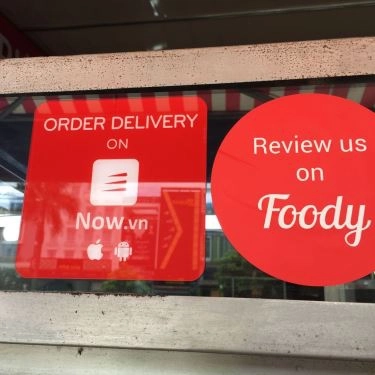 ORDER DELIVERY
ON
Now.vn
Review us
on
Foody